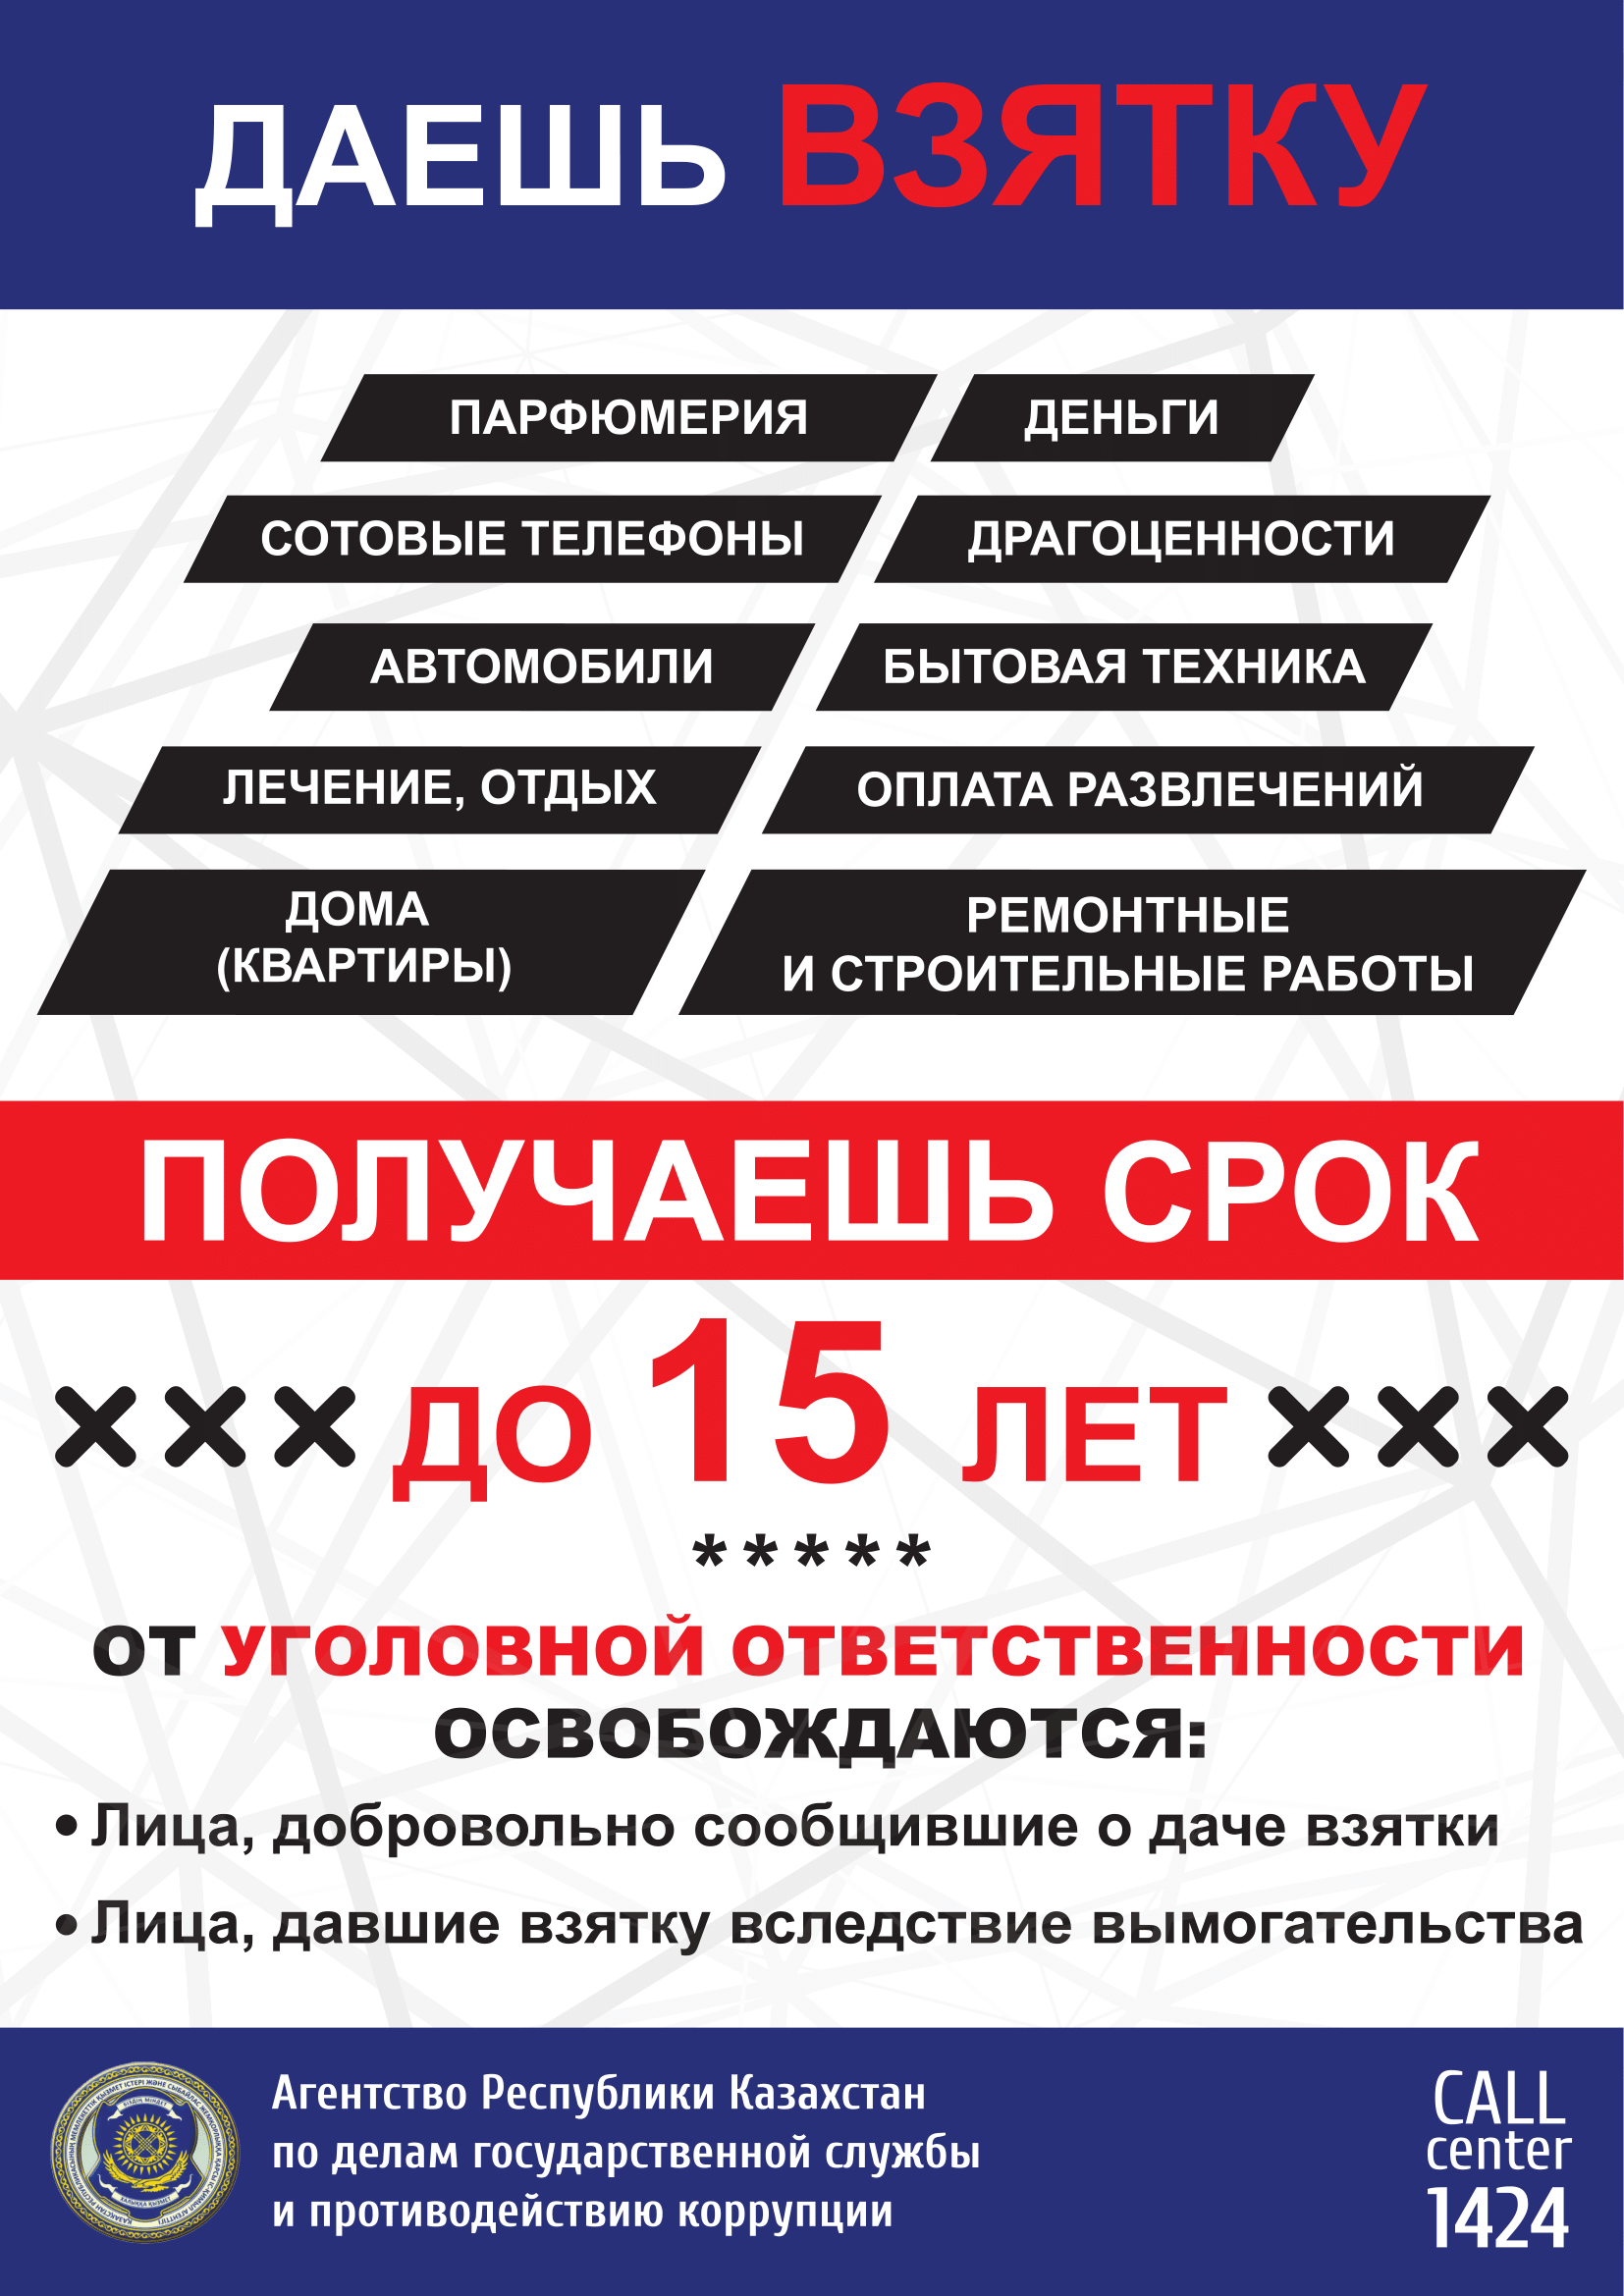 ДАЕШЬ ВЗЯТКУ
ПАРФЮМЕРИЯ ДЕНЬГИ
СОТОВЫЕ ТЕЛЕФОНЫ ДРАГОЦЕННОСТИ
АВТОМОБИЛИ БЫТОВАЯ ТЕХНИКА
ЛЕЧЕНИЕ, ОТДЫХ ОПЛАТА РАЗВЛЕЧЕНИЙ
ДОМА
(КВАРТИРЫ)
РЕМОНТНЫЕ
И СТРОИТЕЛЬНЫЕ РАБОТЫ
ПОЛУЧАЕШЬ СРОК
ДО 15 ЛЕТ
*****
ОТ УГОЛОВНОЙ ОТВЕТСТВЕННОСТИ
ОСВОБОЖДАЮТСЯ:
• Лица, добровольно сообщившие о даче взятки
• Лица, давшие взятку вследствие вымогательства
Агентство Республики Казахстан
по делам государственной службы
и противодействию коррупции
CALL
center
1424